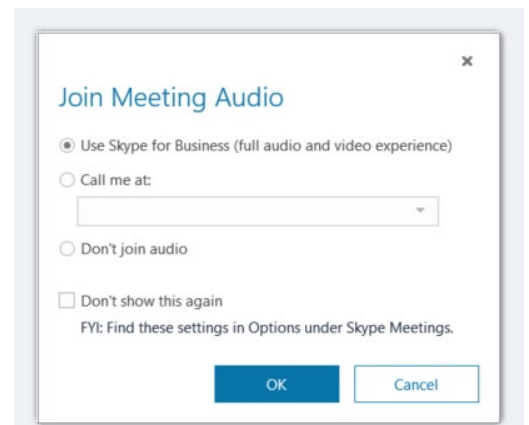 Join Meeting Audio
Use Skype for Business (full audio and video experience)
Call me at:
Don't join audio
Don't show this again
FYI: Find these settings in Options under Skype Meetings.
OK Cancel